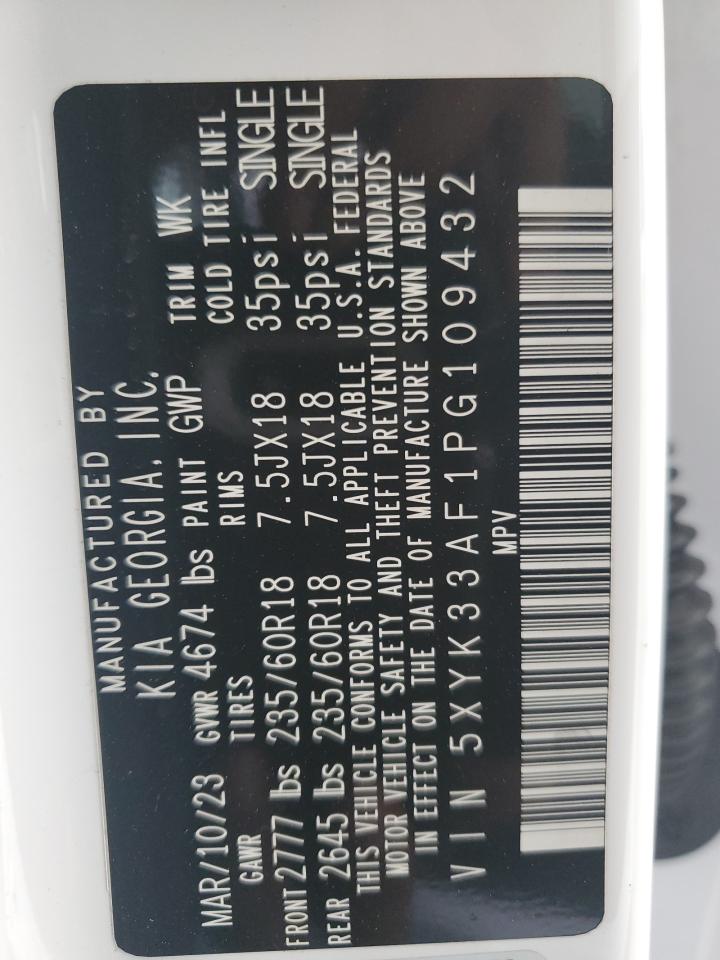 MANUFACTURED BY
KIA GEORGIA, INC.
MAR/10/23 GVWR 4674 lbs PAINT GWP TRIM WK
GAWR TIRES RIMS COLD TIRE INFL
FRONT 2777 lbs 235/60R18 7.5JX18 35psi SINGLE
REAR 2645 lbs 235/60R18 7.5JX18 35psi SINGLE
THIS VEHICLE CONFORMS TO ALL APPLICABLE U.S.A. FEDERAL
MOTOR VEHICLE SAFETY AND THEFT PREVENTION STANDARDS
IN EFFECT ON THE DATE OF MANUFACTURE SHOWN ABOVE
VIN 5XYK33AF1PG109432
MPV